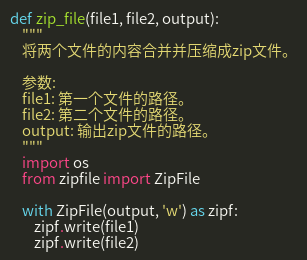 def zip_file(file1, file2, output):
    """
    将两个文件的内容合并并压缩成zip文件。

    参数:
    file1: 第一个文件的路径。
    file2: 第二个文件的路径。
    output: 输出zip文件的路径。
    """
    import os
    from zipfile import ZipFile

    with ZipFile(output, 'w') as zipf:
        zipf.write(file1)
        zipf.write(file2)